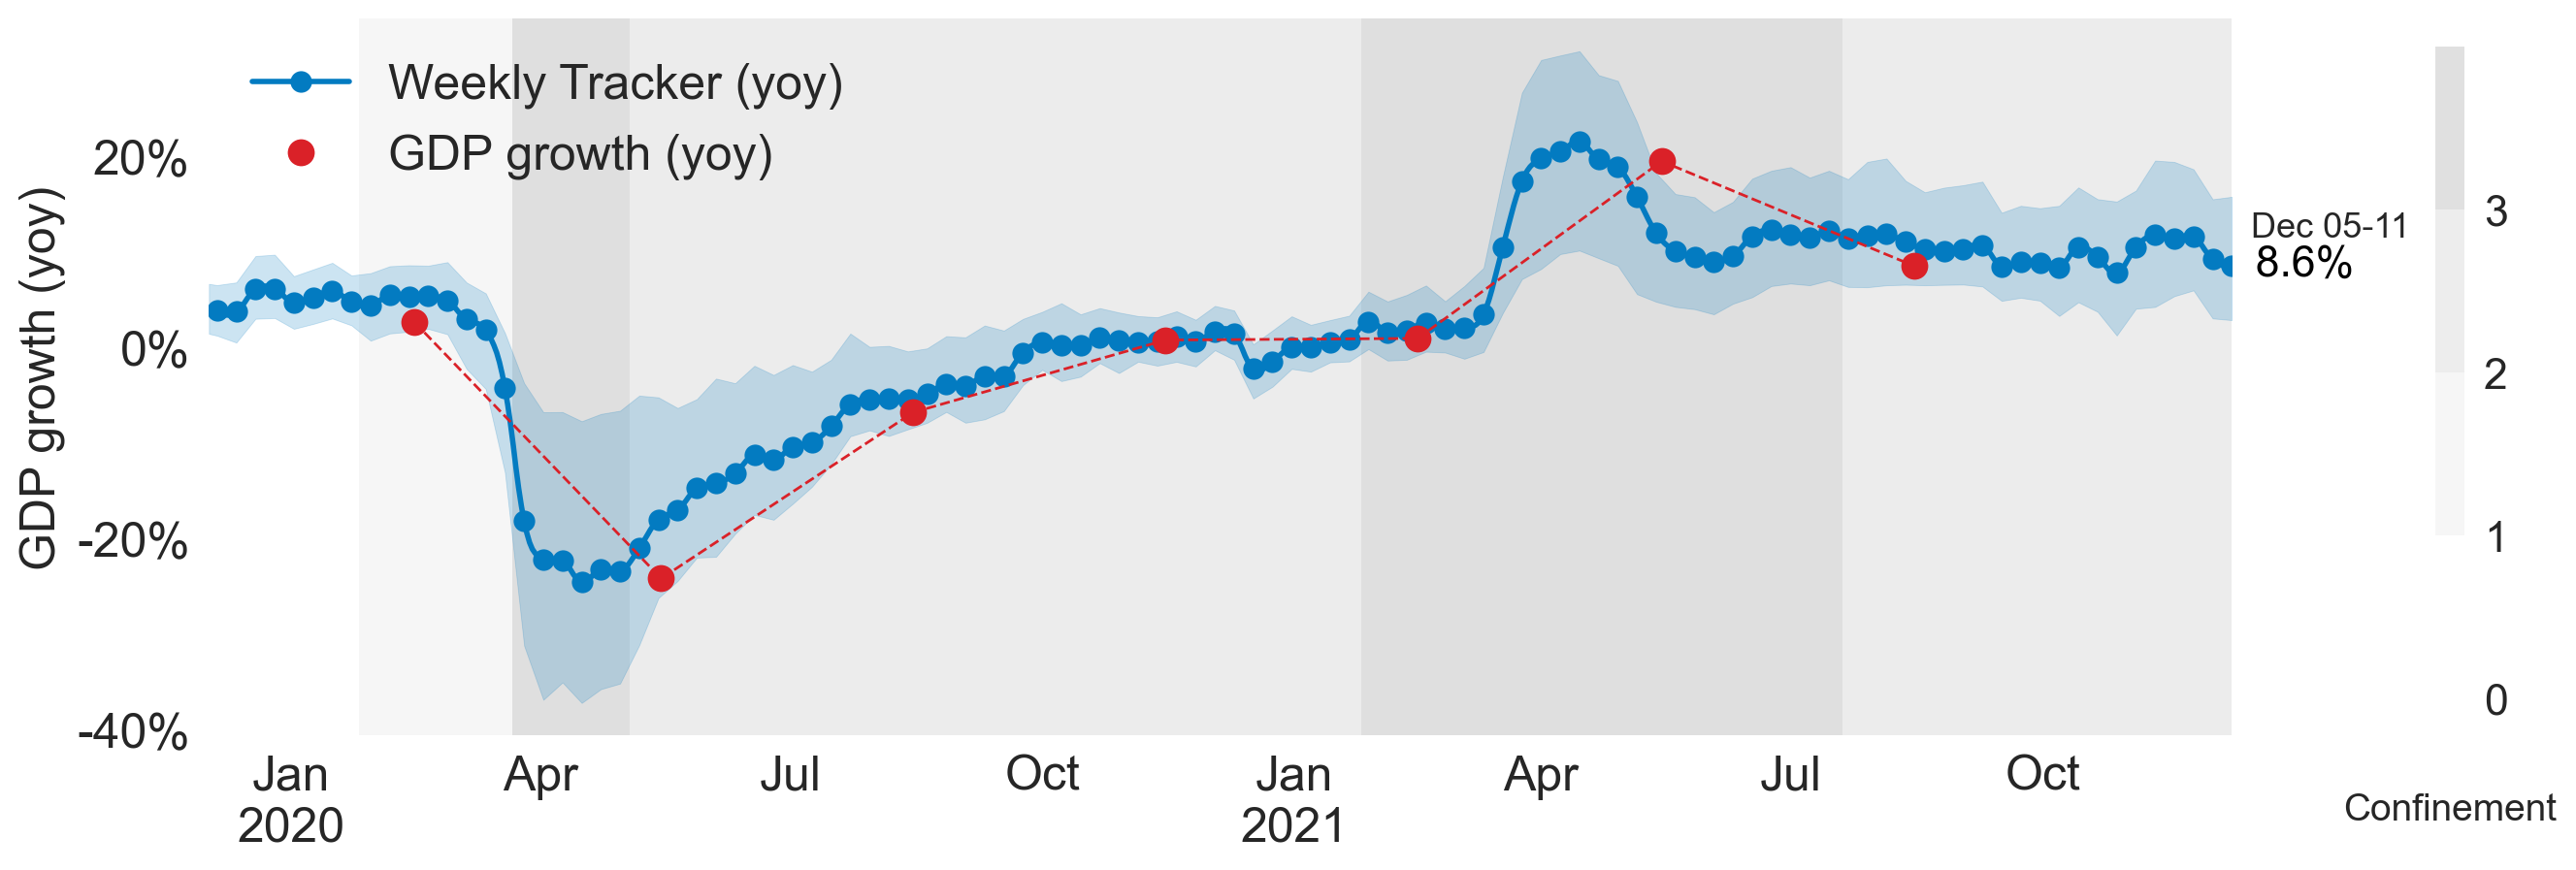 Weekly Tracker (yoy)
GDP growth (yoy)
GDP growth (yoy)
20%
0%
-20%
-40%
Jan
2020
Apr
Jul
Oct
Jan
2021
Apr
Jul
Oct
Dec 05-11
8.6%
3
2
1
0
Confinement